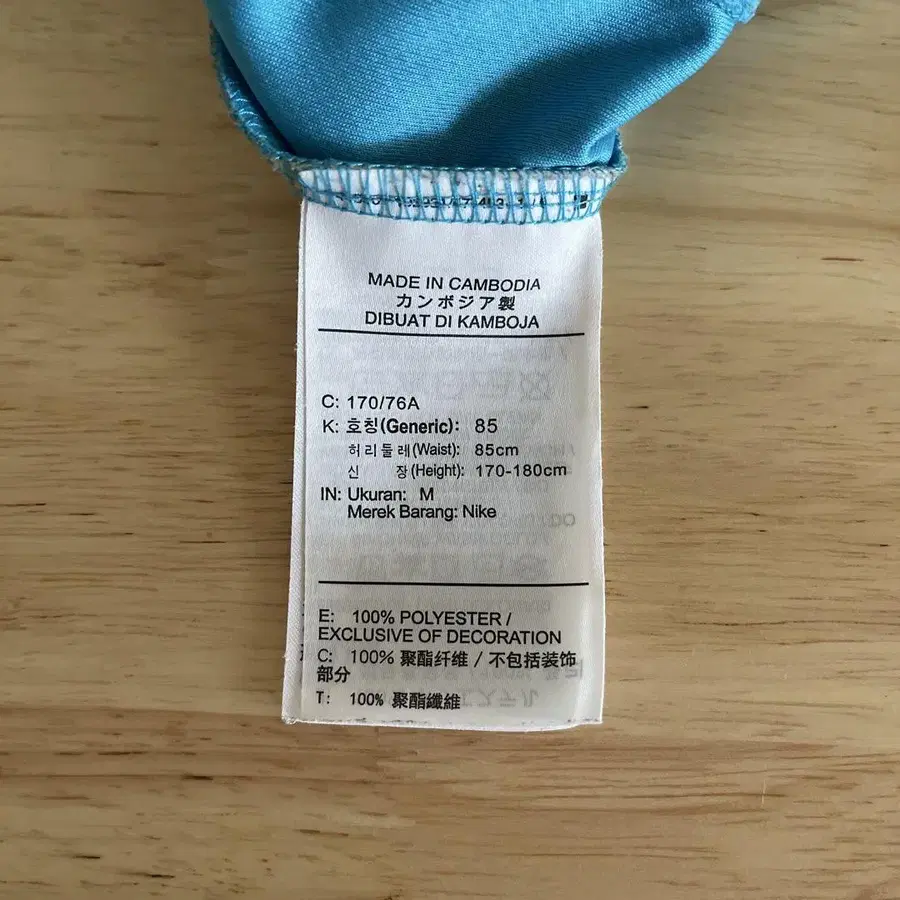 MADE IN CAMBODIA
カンボジア製
DIBUAT DI KAMBOJA
C: 170/76A
K: 호칭(Generic): 85
허리둘레(Waist): 85cm
신 장(Height): 170-180cm
IN: Ukuran: M
Merek Barang: Nike
E: 100% POLYESTER /
EXCLUSIVE OF DECORATION
C: 100% 聚酯纤维 / 不包括装饰
部分
T: 100% 聚酯纖維